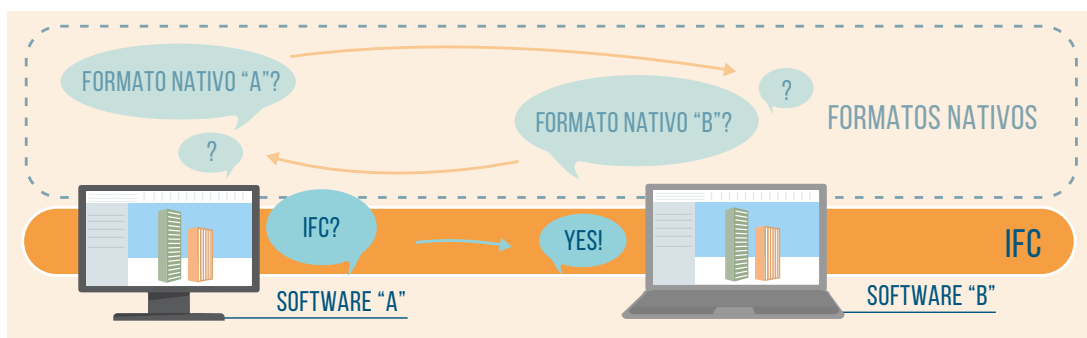 FORMATO NATIVO “A”?
?
FORMATO NATIVO “B”?
?
FORMATOS NATIVOS
IFC?
YES!
IFC
SOFTWARE “A”
SOFTWARE “B”